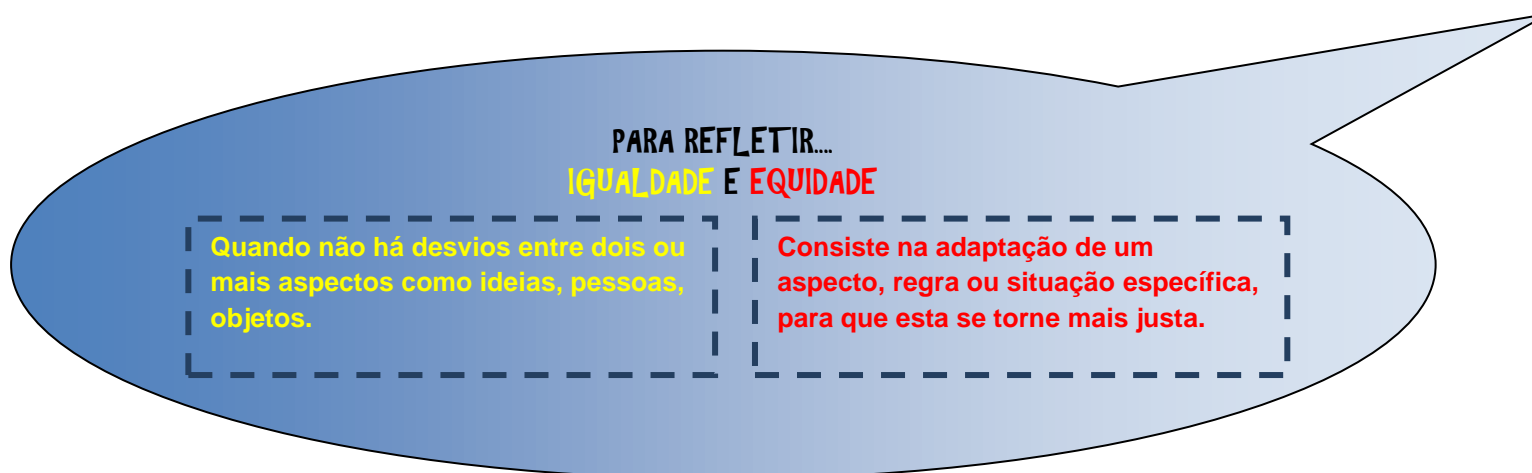 PARA REFLETIR....
IGUALDADE E EQUIDADE
Quando não há desvios entre dois ou
mais aspectos como ideias, pessoas,
objetos.
Consiste na adaptação de um
aspecto, regra ou situação específica,
para que esta se torne mais justa.